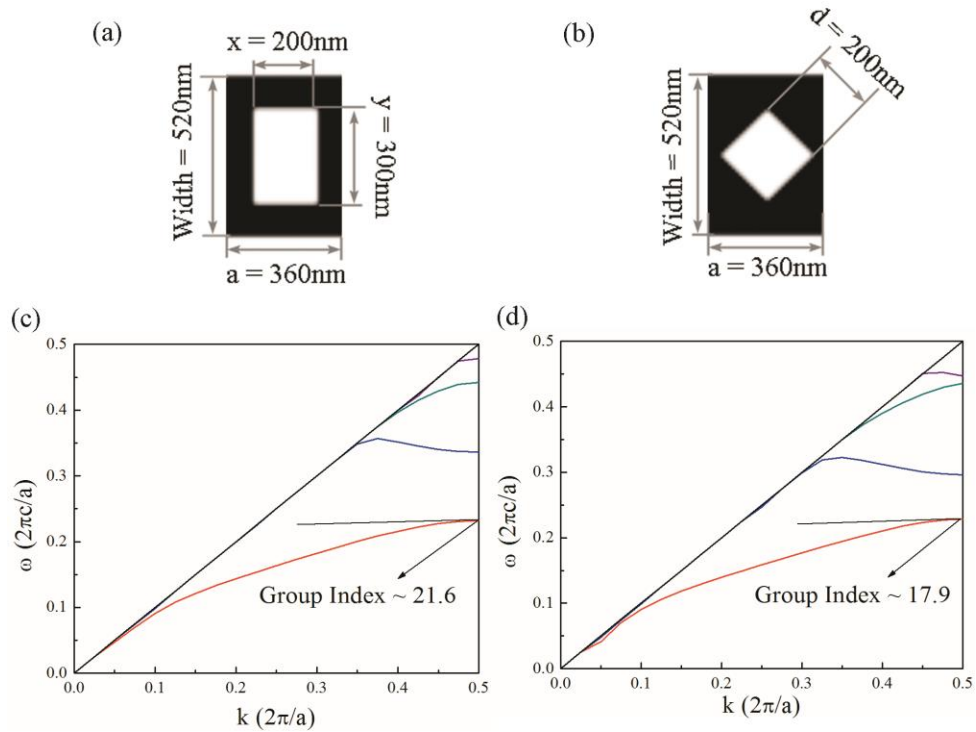 (a)
x = 200nm
Width = 520nm
y = 300nm
a = 360nm
(b)
d = 200nm
Width = 520nm
a = 360nm
(c)
0.5
0.4
0.3
0.2
0.1
0.0
ω (2πc/a)
Group Index ~ 21.6
0.0 0.1 0.2 0.3 0.4 0.5
k (2π/a)
(d)
0.5
0.4
0.3
0.2
0.1
0.0
ω (2πc/a)
Group Index ~ 17.9
0.0 0.1 0.2 0.3 0.4 0.5
k (2π/a)